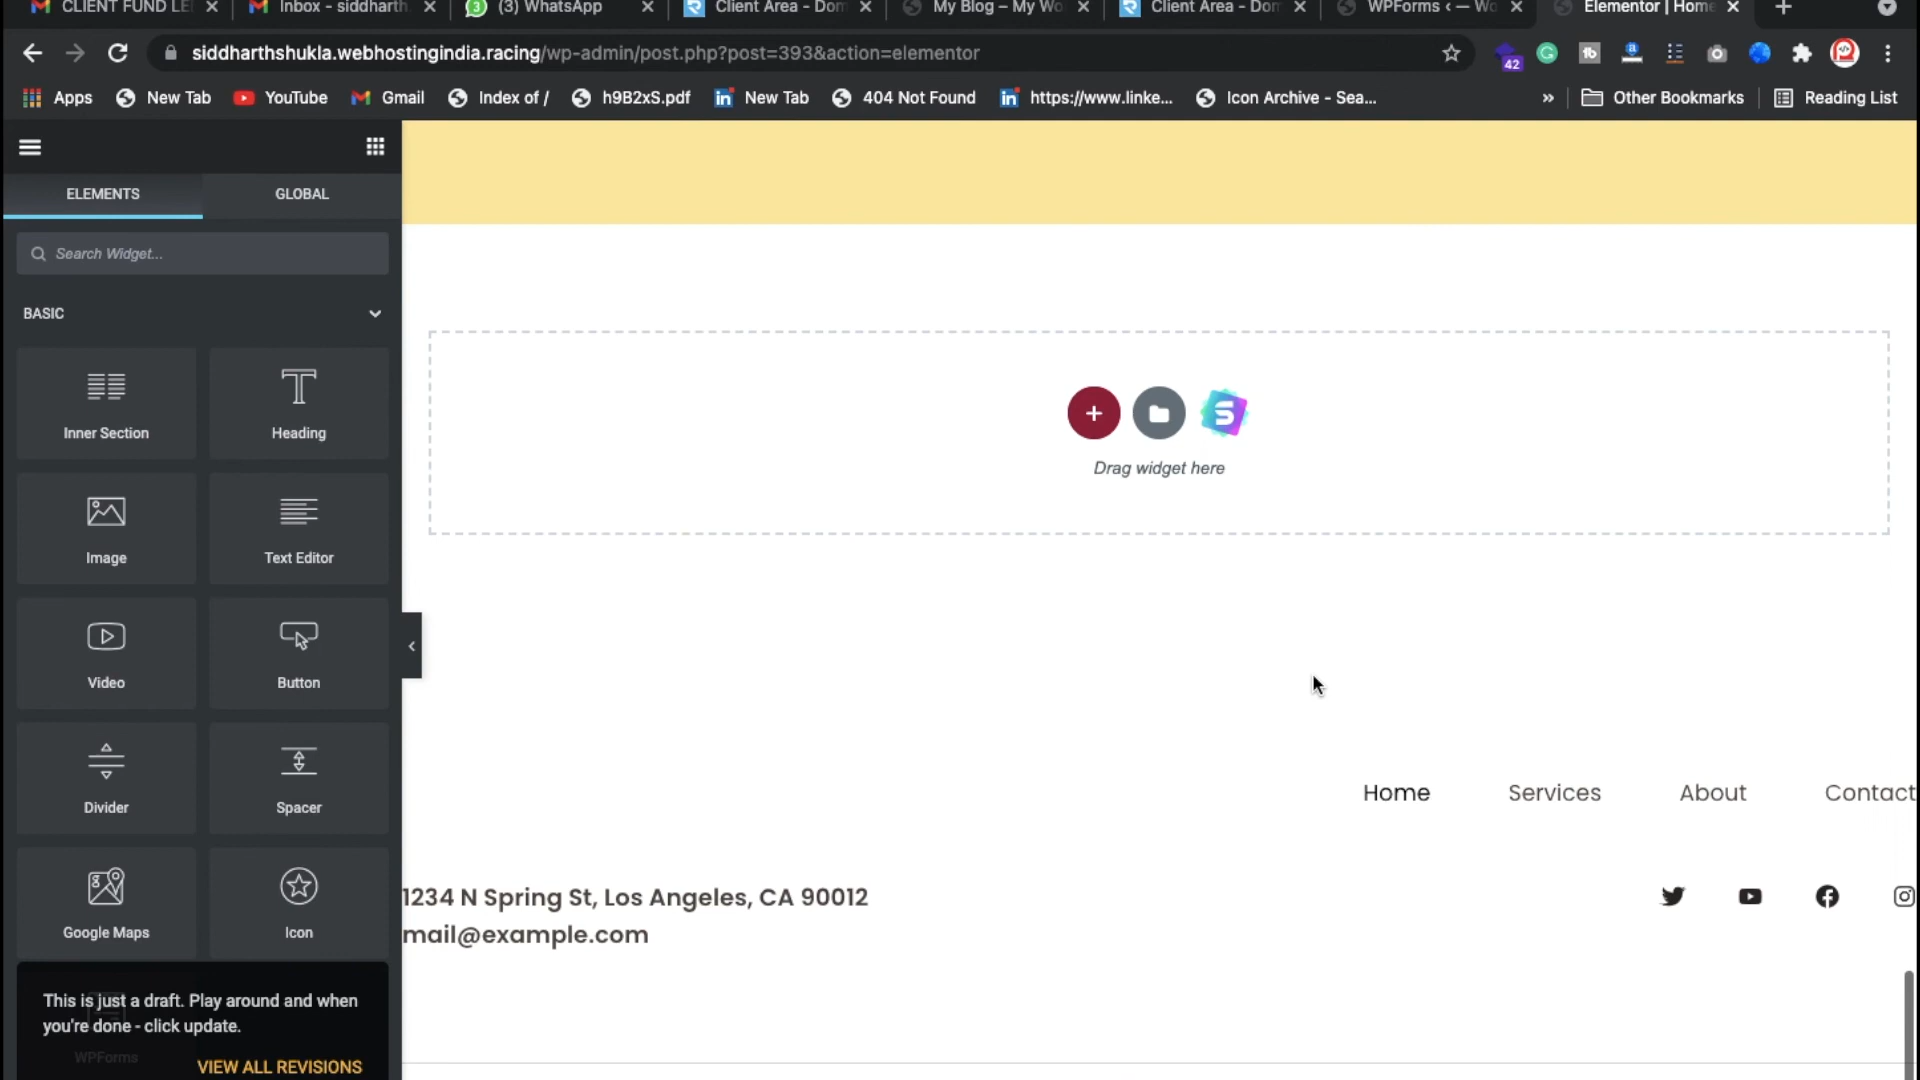 CLIENT FUND LE
Inbox - siddharth.
3
(3) WhatsApp
Client Area - Dom
My Blog – My Wo
Client Area - Dom
WPForms ‹ — Wo
Elementor | Home
siddharthshukla.webhostingindia.racing/wp-admin/post.php?post=393&action=elementor
42
Apps
New Tab
YouTube
Gmail
Index of /
h9B2xS.pdf
New Tab
404 Not Found
https://www.linke...
Icon Archive - Sea...
»
Other Bookmarks
Reading List
ELEMENTS
GLOBAL
Search Widget...
BASIC
Inner Section
Heading
Image
Text Editor
Video
Button
Divider
Spacer
Google Maps
Icon
This is just a draft. Play around and when
you're done - click update.
WPForms
VIEW ALL REVISIONS
Drag widget here
Home
Services
About
Contact
1234 N Spring St, Los Angeles, CA 90012
mail@example.com